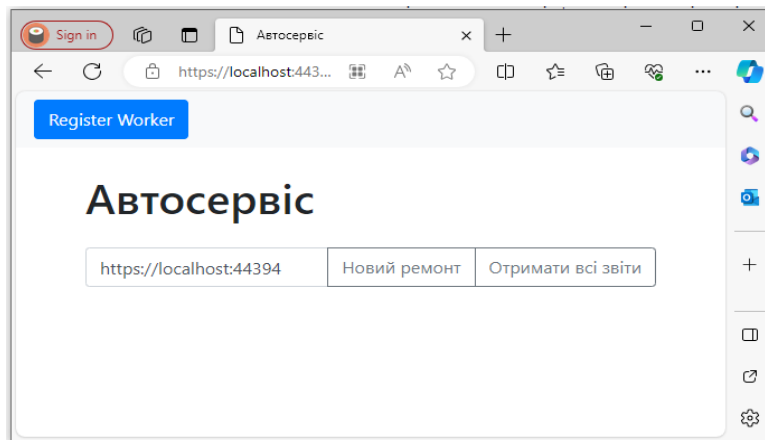 Sign in
Автосервіс
https://localhost:443...
Register Worker
Автосервіс
https://localhost:44394 Новий ремонт Отримати всі звіти